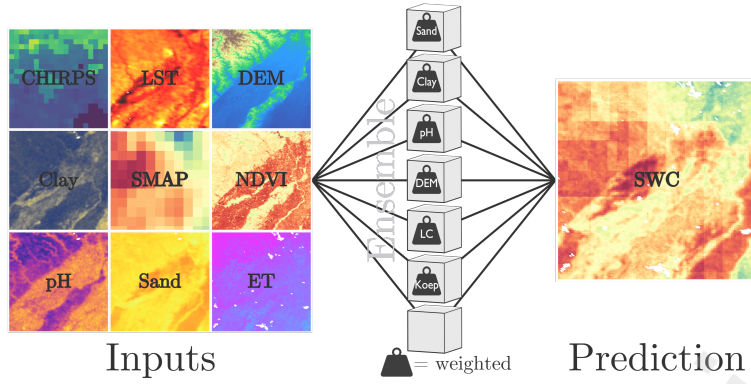 CHIRPS LST DEM
Clay SMAP NDVI
pH Sand ET
Inputs
Ensemble
Sand
Clay
pH
DEM
LC
Koep
= weighted
SWC
Prediction